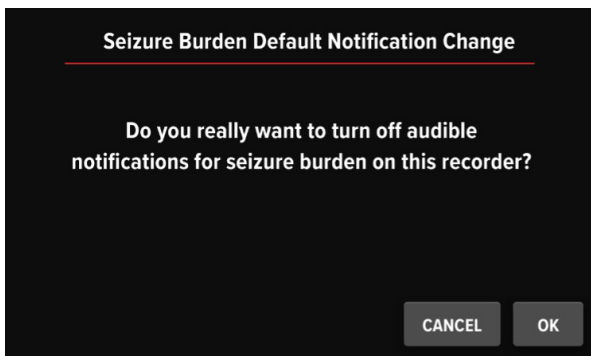 Seizure Burden Default Notification Change
Do you really want to turn off audible
notifications for seizure burden on this recorder?
CANCEL OK